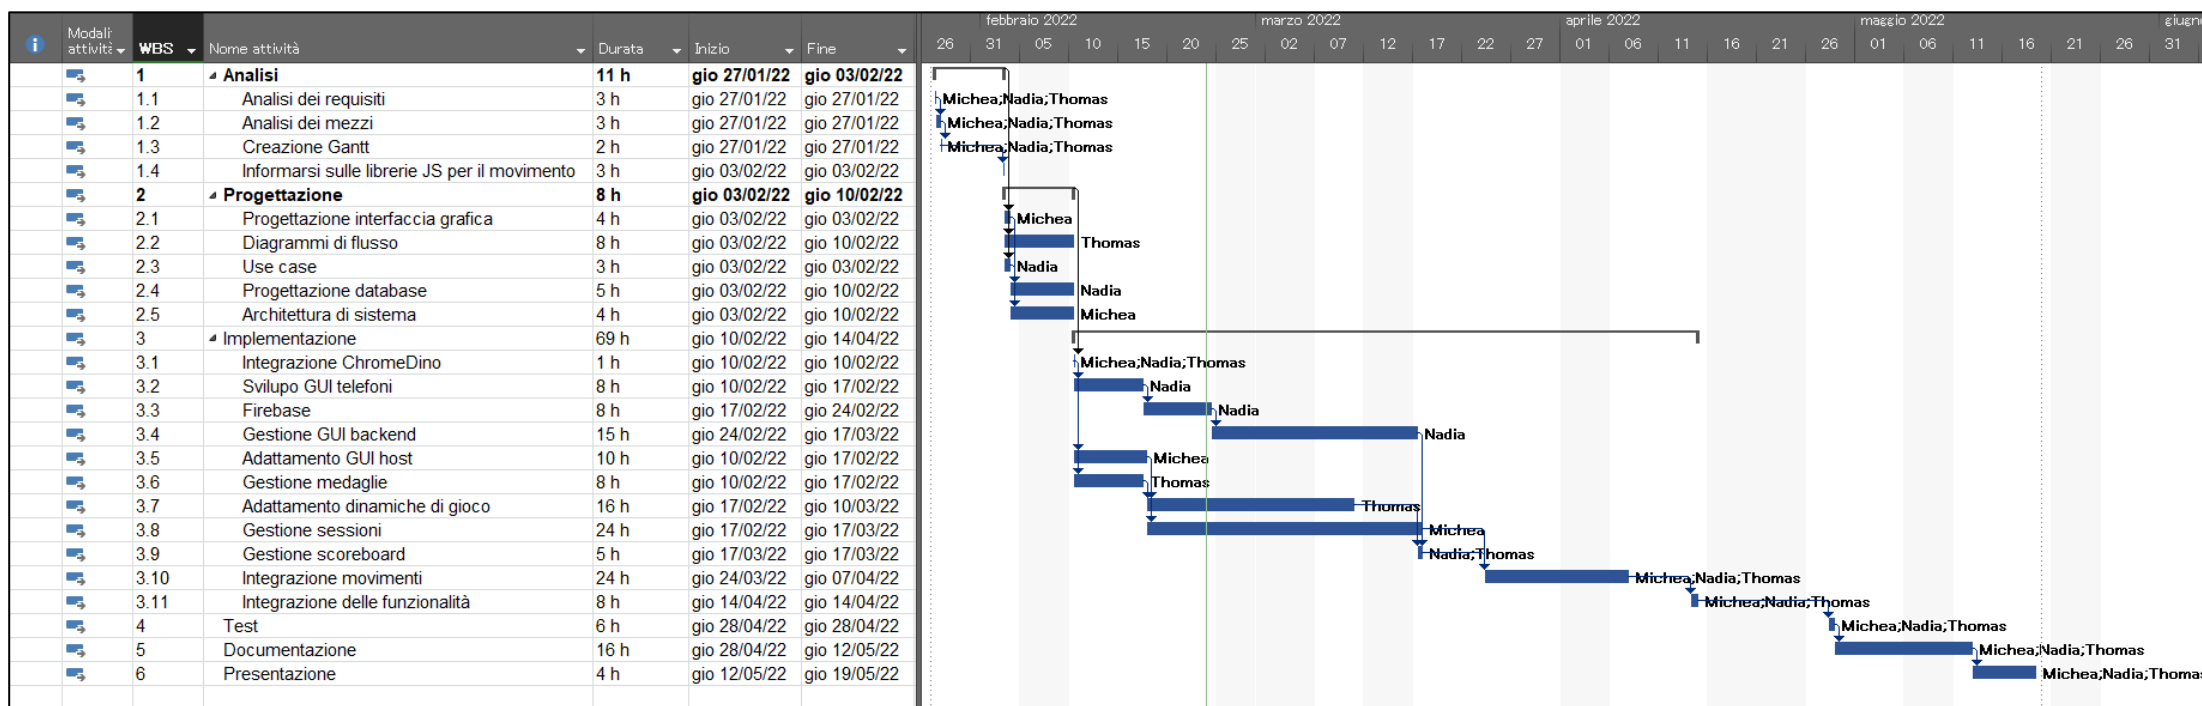 febbraio 2022 marzo 2022 aprile 2022 maggio 2022
Modali
attività WBS Nome attività Durata Inizio Fine 26 31 05 10 15 20 25 02 07 12 17 22 27 01 06 11 16 21 26 01 06 11 16 21 26 31
1 Analisi 11 h gio 27/01/22 gio 03/02/22
1.1 Analisi dei requisiti 3 h gio 27/01/22 gio 27/01/22 Michea;Nadia;Thomas
1.2 Analisi dei mezzi 3 h gio 27/01/22 gio 27/01/22 Michea;Nadia;Thomas
1.3 Creazione Gantt 2 h gio 27/01/22 gio 27/01/22 Michea;Nadia;Thomas
1.4 Informarsi sulle librerie JS per il movimento 3 h gio 03/02/22 gio 03/02/22
2 Progettazione 8 h gio 03/02/22 gio 10/02/22
2.1 Progettazione interfaccia grafica 4 h gio 03/02/22 gio 03/02/22 Michea
2.2 Diagrammi di flusso 8 h gio 03/02/22 gio 10/02/22 Thomas
2.3 Use case 3 h gio 03/02/22 gio 03/02/22 Nadia
2.4 Progettazione database 5 h gio 03/02/22 gio 10/02/22 Nadia
2.5 Architettura di sistema 4 h gio 03/02/22 gio 10/02/22 Michea
3 Implementazione 69 h gio 10/02/22 gio 14/04/22
3.1 Integrazione ChromeDino 1 h gio 10/02/22 gio 10/02/22 Michea;Nadia;Thomas
3.2 Svilupo GUI telefoni 8 h gio 10/02/22 gio 17/02/22 Nadia
3.3 Firebase 8 h gio 17/02/22 gio 24/02/22 Nadia
3.4 Gestione GUI backend 15 h gio 24/02/22 gio 17/03/22 Nadia
3.5 Adattamento GUI host 10 h gio 10/02/22 gio 17/02/22 Michea
3.6 Gestione medaglie 8 h gio 10/02/22 gio 17/02/22 Thomas
3.7 Adattamento dinamiche di gioco 16 h gio 17/02/22 gio 10/03/22 Thomas
3.8 Gestione sessioni 24 h gio 17/02/22 gio 17/03/22 Michea
3.9 Gestione scoreboard 5 h gio 17/03/22 gio 17/03/22 Nadia;Thomas
3.10 Integrazione movimenti 24 h gio 24/03/22 gio 07/04/22 Michea;Nadia;Thomas
3.11 Integrazione delle funzionalità 8 h gio 14/04/22 gio 14/04/22 Michea;Nadia;Thomas
4 Test 6 h gio 28/04/22 gio 28/04/22 Michea;Nadia;Thomas
5 Documentazione 16 h gio 28/04/22 gio 12/05/22 Michea;Nadia;Thomas
6 Presentazione 4 h gio 12/05/22 gio 19/05/22 Michea;Nadia;Thomas